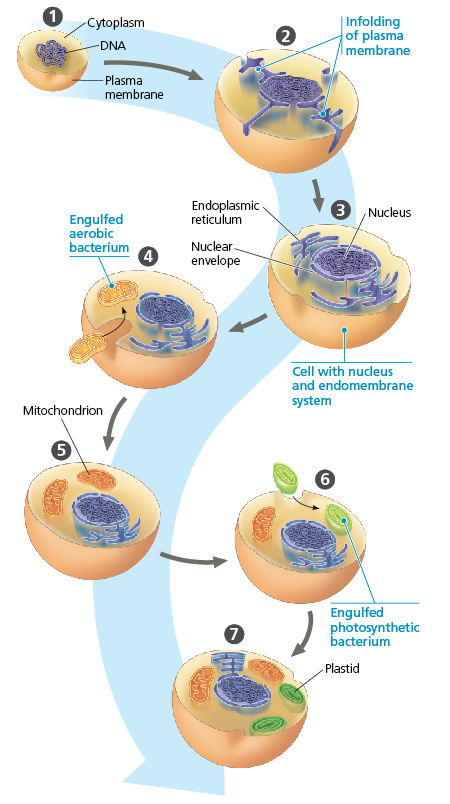 1
Cytoplasm
DNA
Plasma
membrane
2
Infolding
of plasma
membrane
3
Endoplasmic
reticulum
Nuclear
envelope
Nucleus
Cell with nucleus
and endomembrane
system
4
Engulfed
aerobic
bacterium
5
Mitochondrion
6
Engulfed
photosynthetic
bacterium
7
Plastid